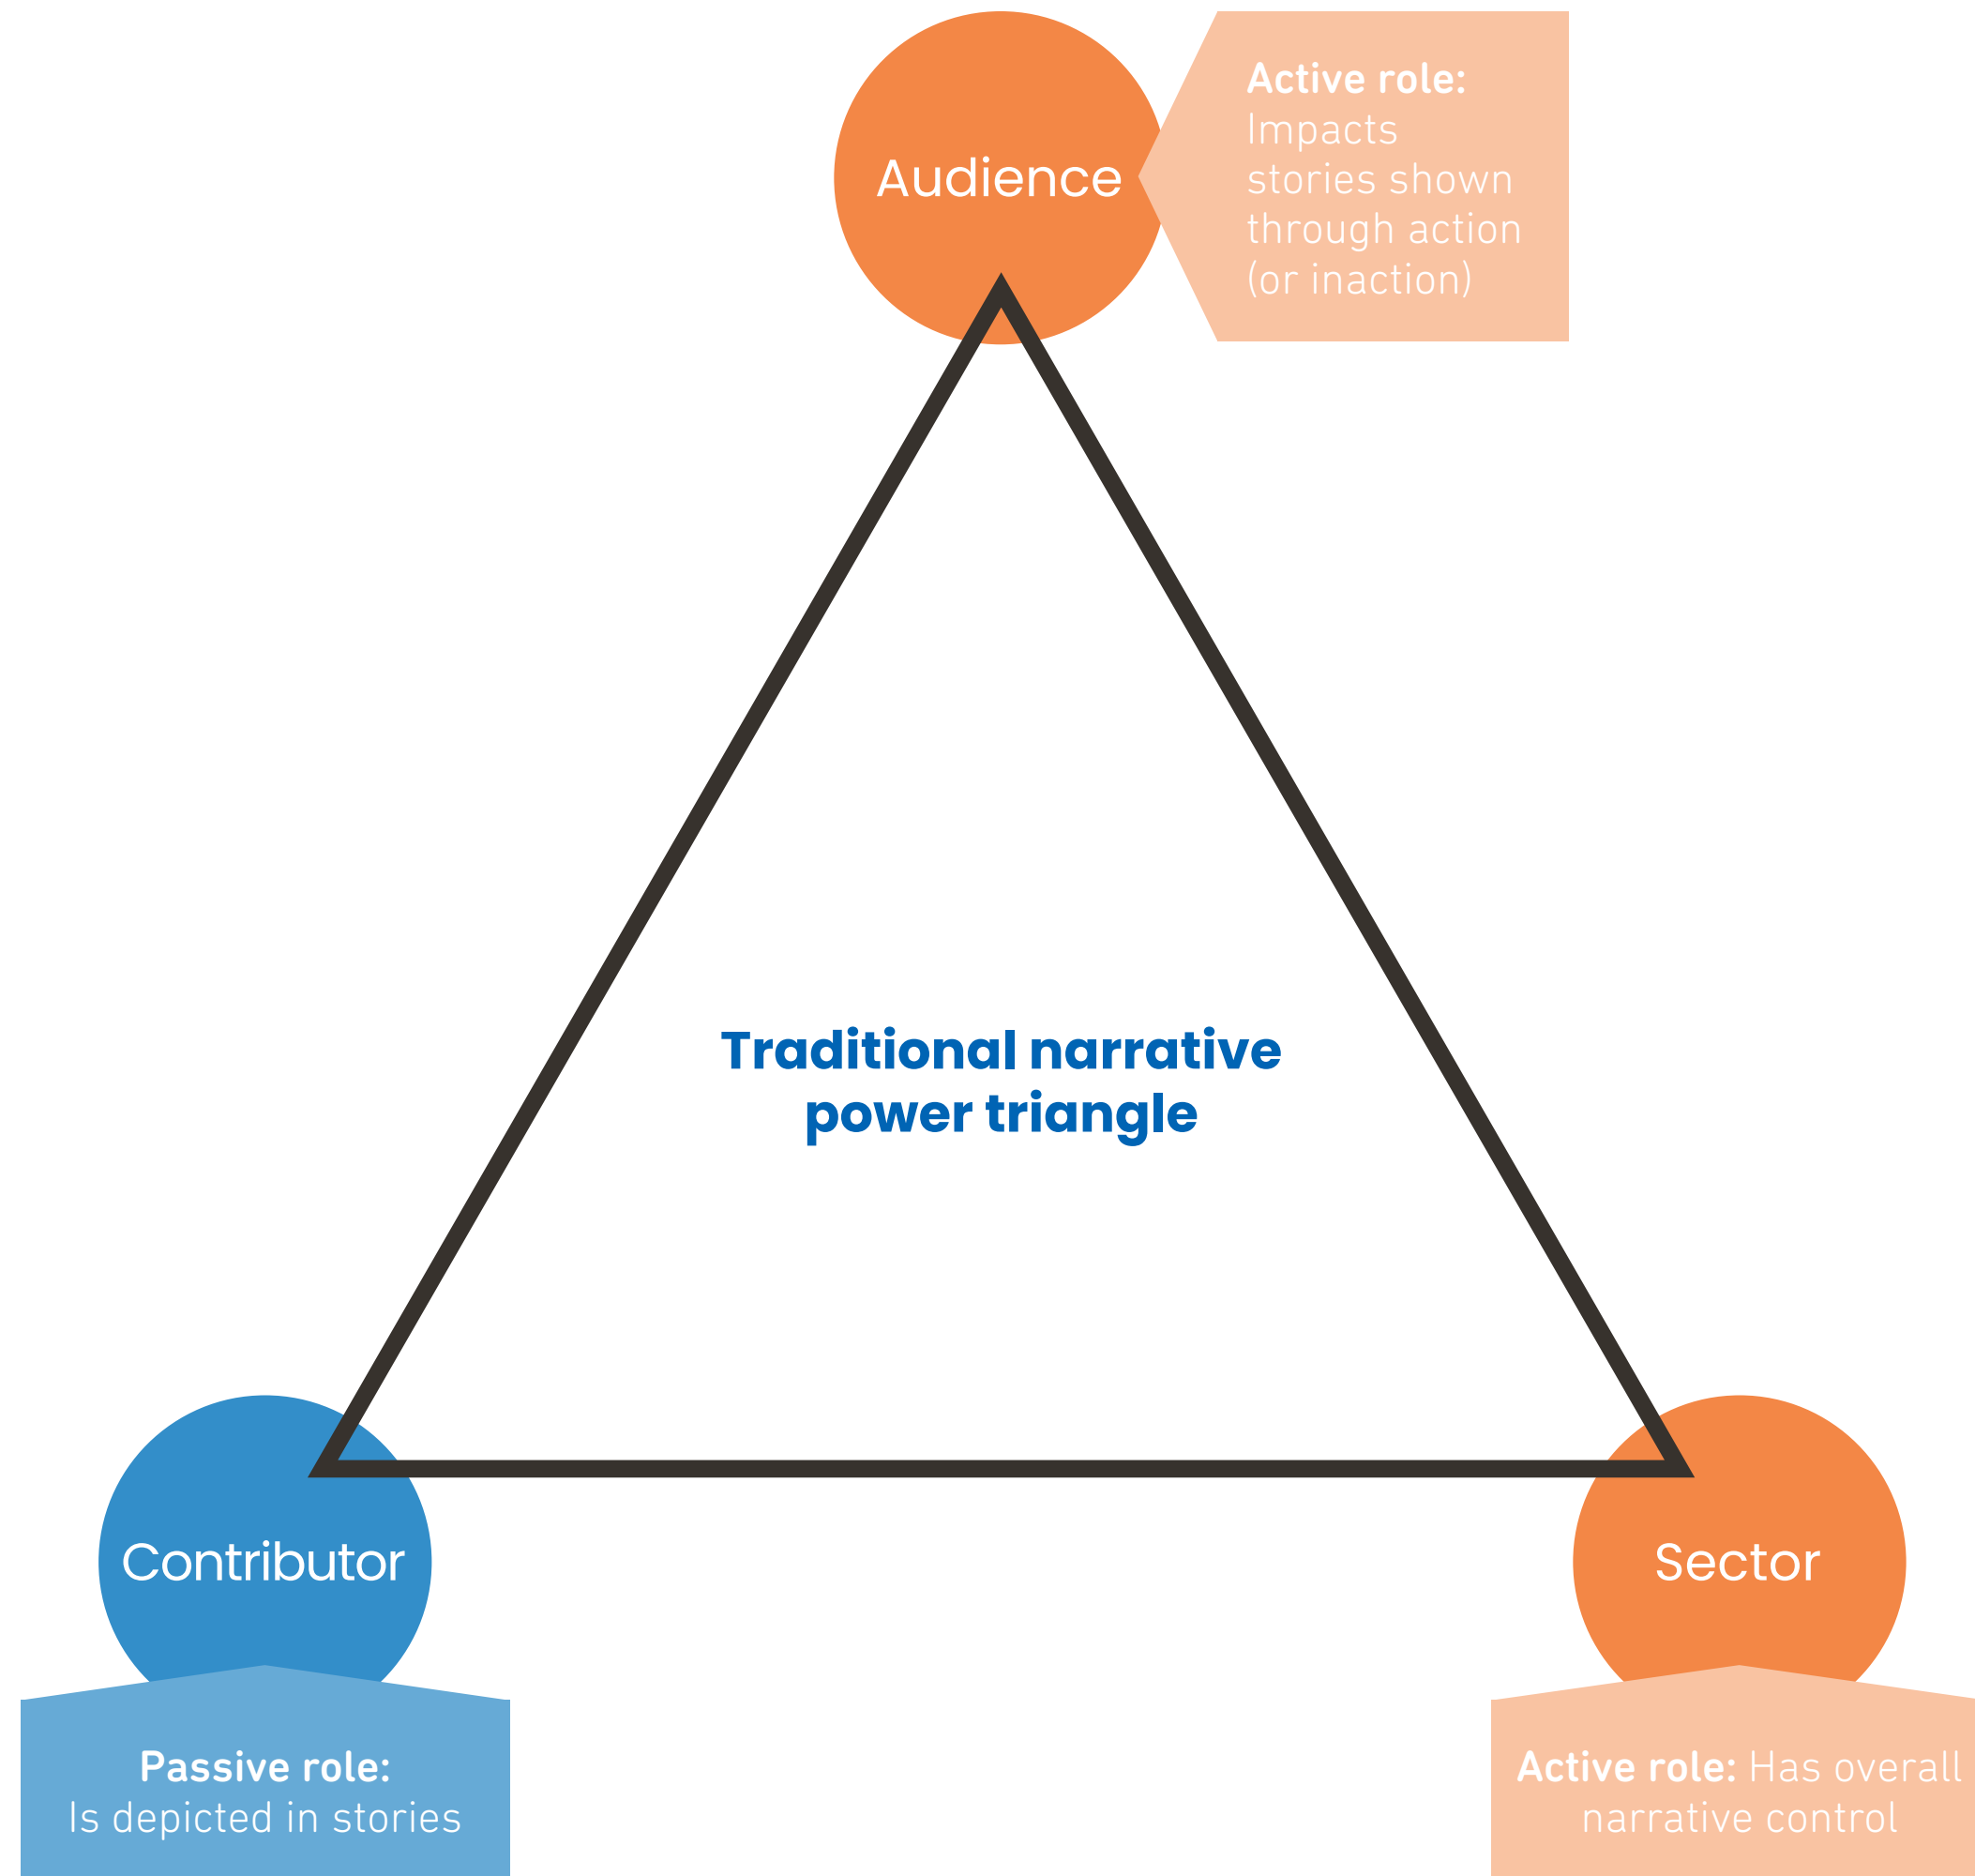 Audience
Active role:
Impacts
stories shown
through action
(or inaction)
Traditional narrative
power triangle
Contributor
Sector
Passive role:
Is depicted in stories
Active role: Has overall
narrative control